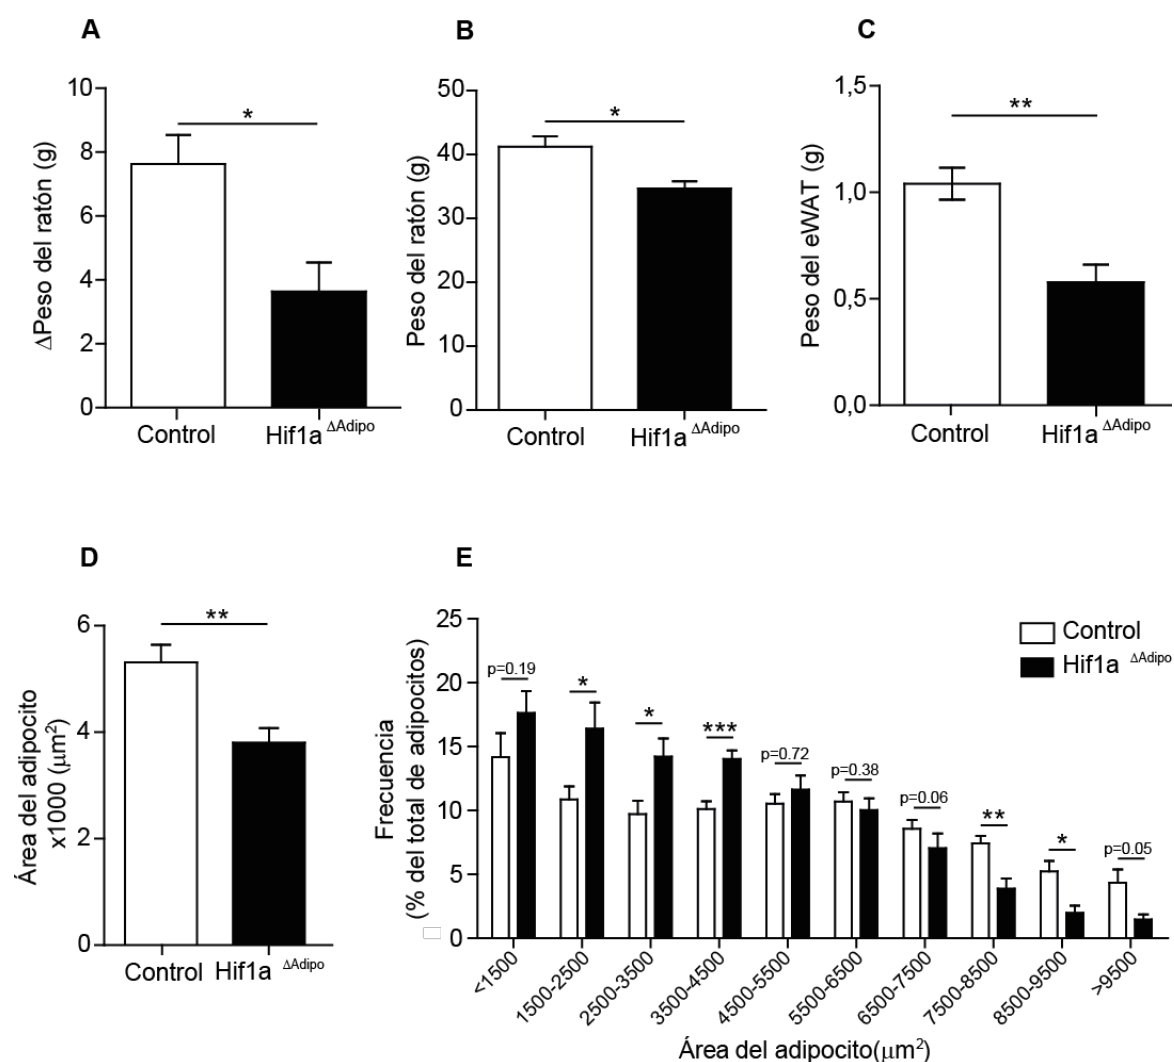 A
ΔPeso del ratón (g)
10
8
6
4
2
0
*
Control
Hif1a ΔAdipo
B
Peso del ratón (g)
50
40
30
20
10
0
*
Control
Hif1a ΔAdipo
C
Peso del eWAT (g)
1,5
1,0
0,5
0,0
**
Control
Hif1a ΔAdipo
D
Área del adipocito
x1000 (μm²)
6
4
2
0
**
Control
Hif1a ΔAdipo
E
Frecuencia
(% del total de adipocitos)
25
20
15
10
5
0
Control
Hif1a ΔAdipo
p=0.19
*
*
***
p=0.72
p=0.38
p=0.06
**
*
p=0.05
<1500
1500-2500
2500-3500
3500-4500
4500-5500
5500-6500
6500-7500
7500-8500
8500-9500
>9500
Área del adipocito(μm²)